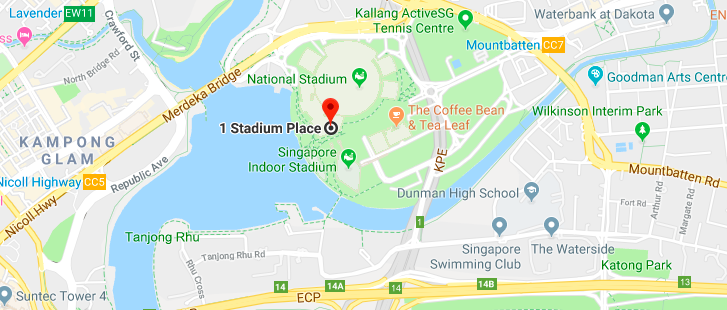 Lavender EW11
Crawford St
ress
North Bridge Rd
KAMPONG
GLAM
Nicoll Highway CC5
Nicoll Hwy
Republic Ave
Merdeka Bridge
Kallang ActiveSG
Tennis Centre
National Stadium
1 Stadium Place
The Coffee Bean
& Tea Leaf
Singapore
Indoor Stadium
KPE
Mountbatten CC7
Waterbank at Dakota
EN
Goodman Arts Centre
Wilkinson Interim Park
Mountbatten Rd
Dunman High School
Fort Rd
Arthur Rd
Margate Rd
1
Tanjong Rhu
Tanjong Rhu Rd
Rhu Cross
Singapore
Swimming Club
The Waterside
Katong Park
Suntec Tower 4
ECP
14A
14
14B
13